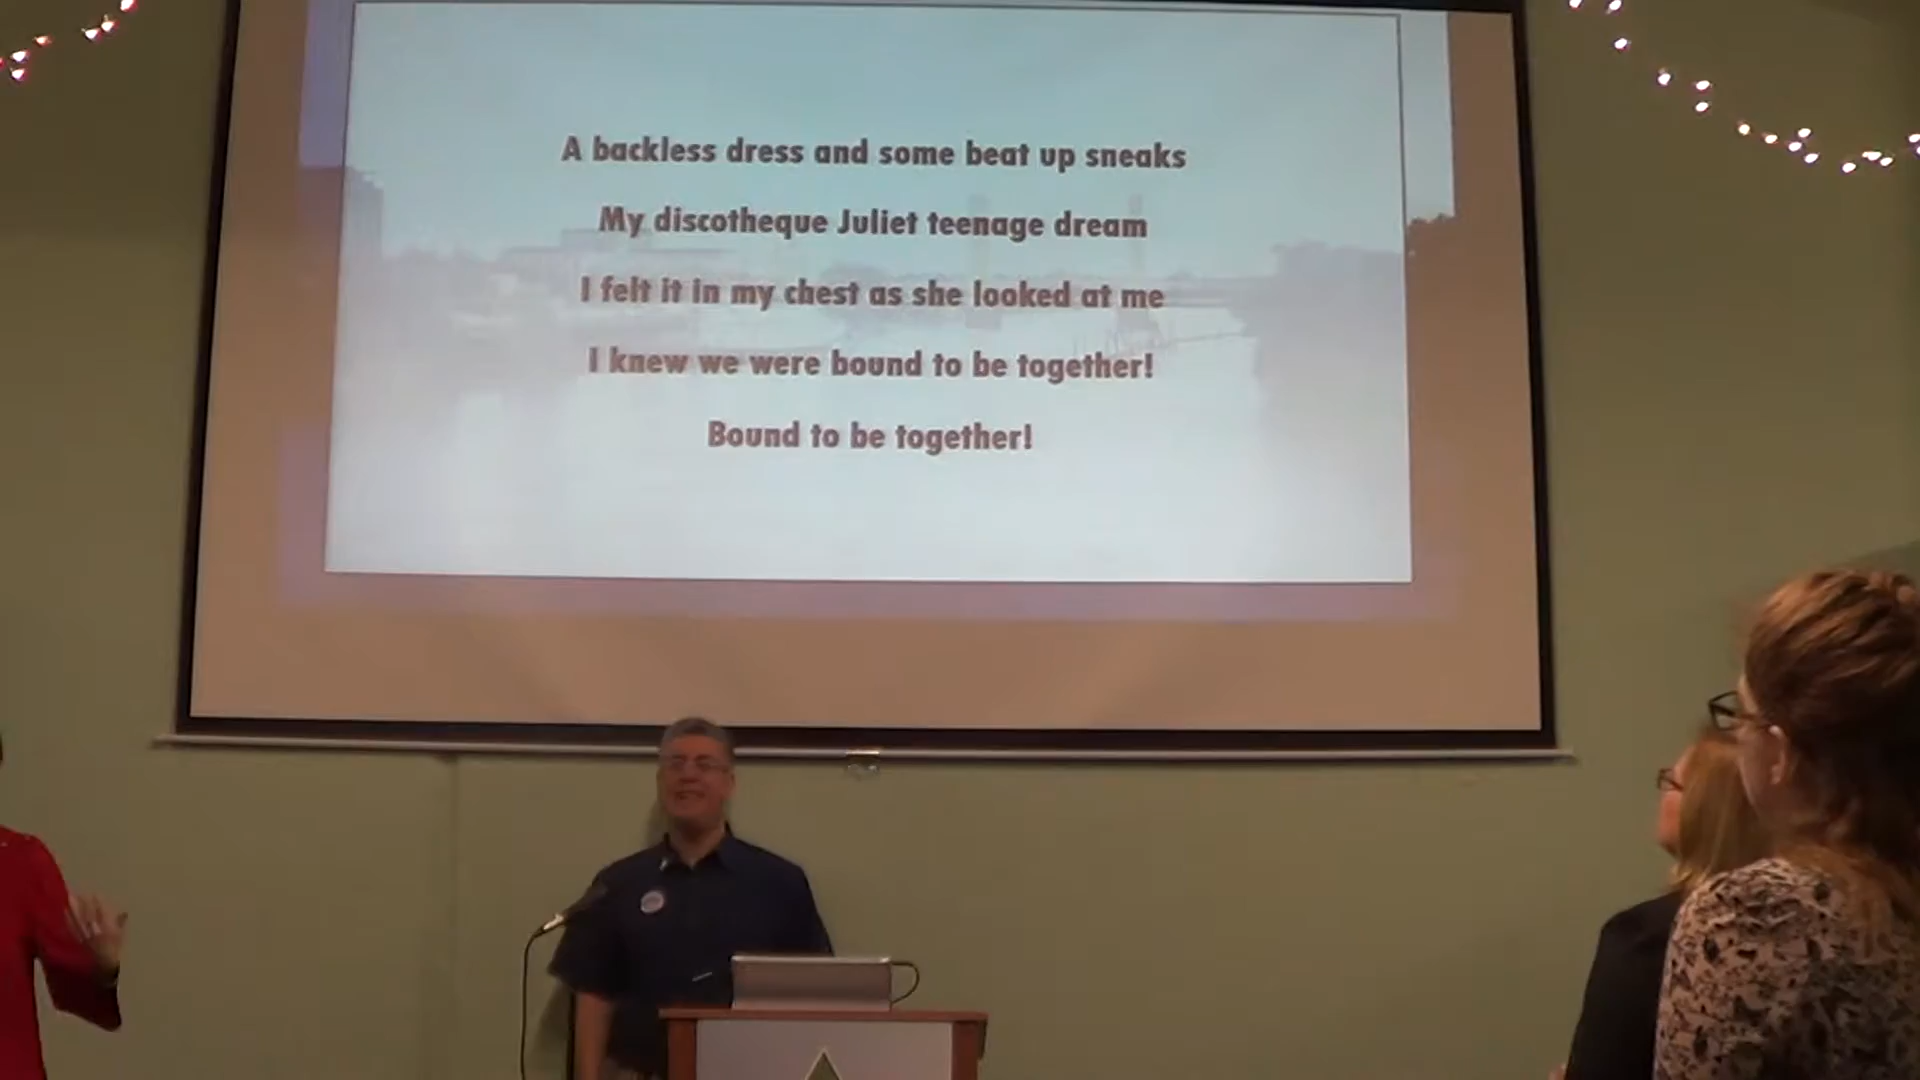 A backless dress and some beat up sneaks
My discotheque Juliet teenage dream
I felt it in my chest as she looked at me
I knew we were bound to be together!
Bound to be together!